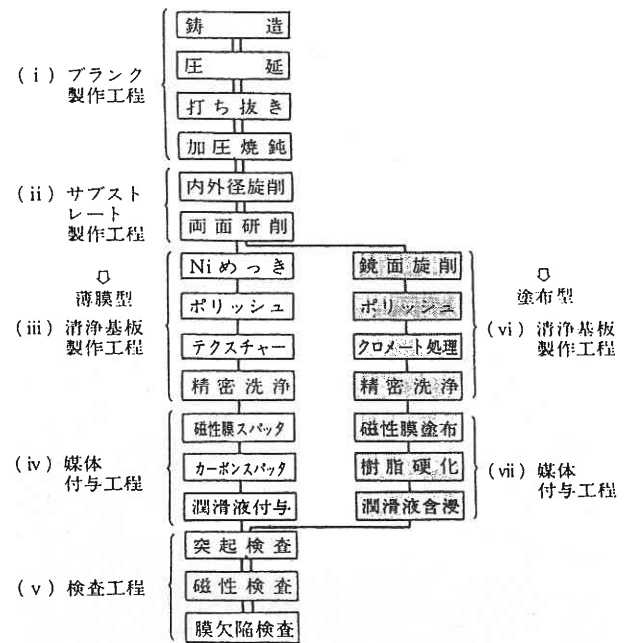 鋳造
圧延
打ち抜き
加圧焼鈍
(i) ブランク
製作工程
内外径旋削
両面研削
(ii) サブスト
レート
製作工程
⇩
薄膜型
(iii) 清浄基板
製作工程
Niめっき
ポリッシュ
テクスチャー
精密洗浄
鏡面旋削
ポリッシュ
クロメート処理
精密洗浄
⇩
塗布型
(vi) 清浄基板
製作工程
(iv) 媒体
付与工程
磁性膜スパッタ
カーボンスパッタ
潤滑液付与
磁性膜塗布
樹脂硬化
潤滑液含浸
(vii) 媒体
付与工程
(v) 検査工程
突起検査
磁性検査
膜欠陥検査